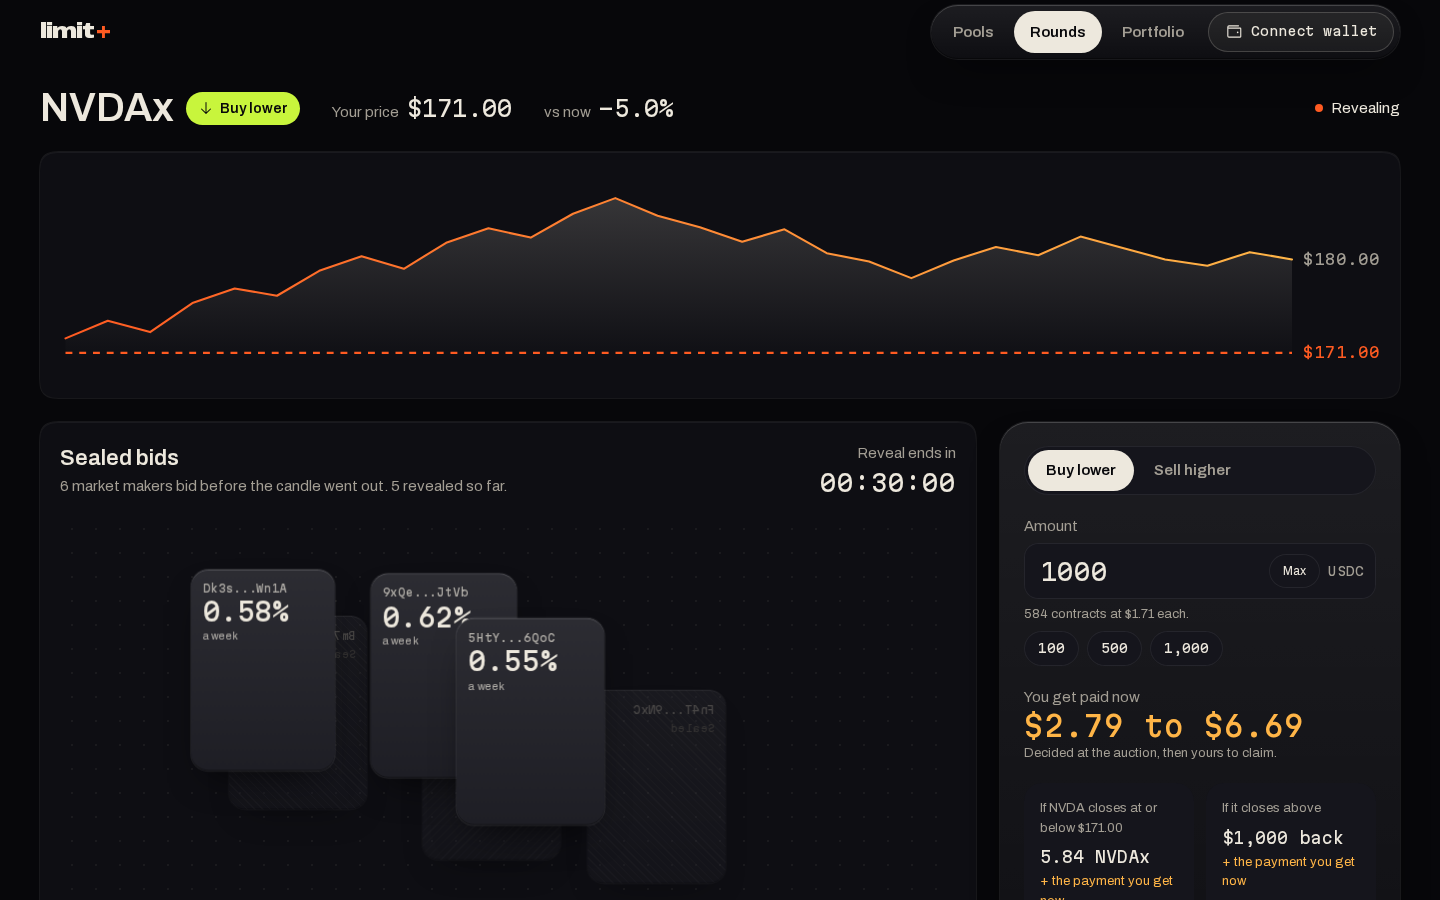 limit+
Pools
Rounds
Portfolio
Connect wallet
NVDAx
Buy lower
Your price $171.00
vs now −5.0%
Revealing
$180.00
$171.00
Sealed bids
6 market makers bid before the candle went out. 5 revealed so far.
Reveal ends in
00:30:00
Dk3s...Wn1A
0.58%
a week
9xQe...JtVb
0.62%
a week
5HtY...6QoC
0.55%
a week
Fn4T...9NxC
Sealed
Buy lower
Sell higher
Amount
1000
Max
USDC
584 contracts at $1.71 each.
100
500
1,000
You get paid now
$2.79 to $6.69
Decided at the auction, then yours to claim.
If NVDA closes at or
below $171.00
5.84 NVDAx
+ the payment you get
now
If it closes above
$1,000 back
+ the payment you get
now